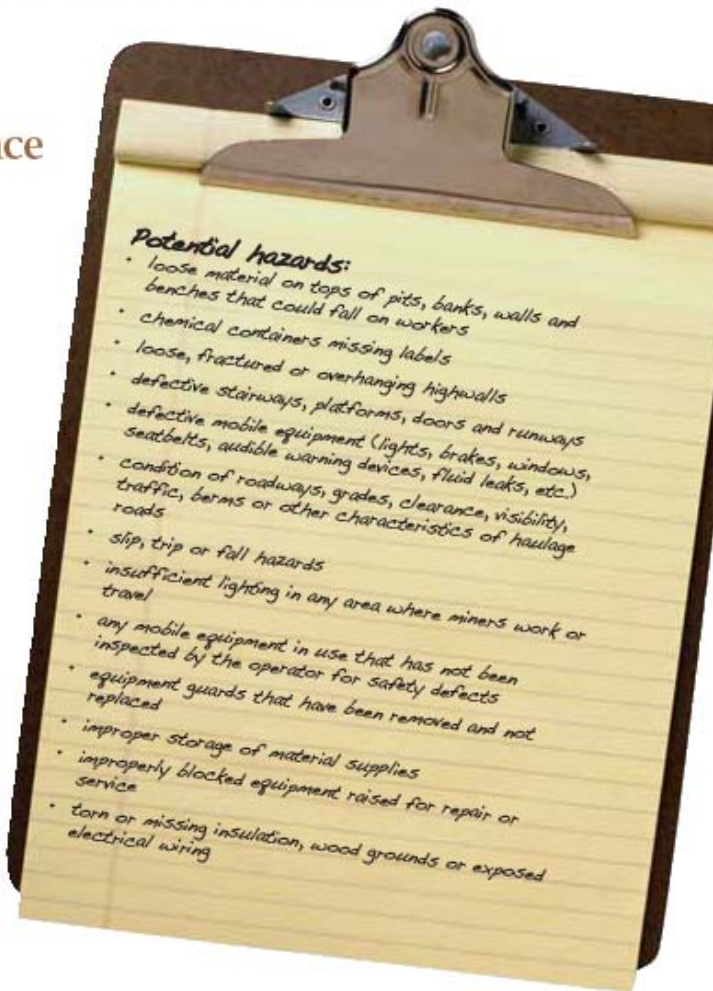 nce
Potential hazards:
• loose material on tops of pits, banks, walls and
benches that could fall on workers
• chemical containers missing labels
• loose, fractured or overhanging highwalls
• defective stairways, platforms, doors and runways
• defective mobile equipment (lights, brakes, windows,
seatbelts, audible warning devices, fluid leaks, etc.)
• condition of roadways, grades, clearance, visibility,
traffic, berms or other characteristics of haulage
roads
• slip, trip or fall hazards
• insufficient lighting in any area where miners work or
travel
• any mobile equipment in use that has not been
inspected by the operator for safety defects
• equipment guards that have been removed and not
replaced
• improper storage of material supplies
• improperly blocked equipment raised for repair or
service
• torn or missing insulation, wood grounds or exposed
electrical wiring